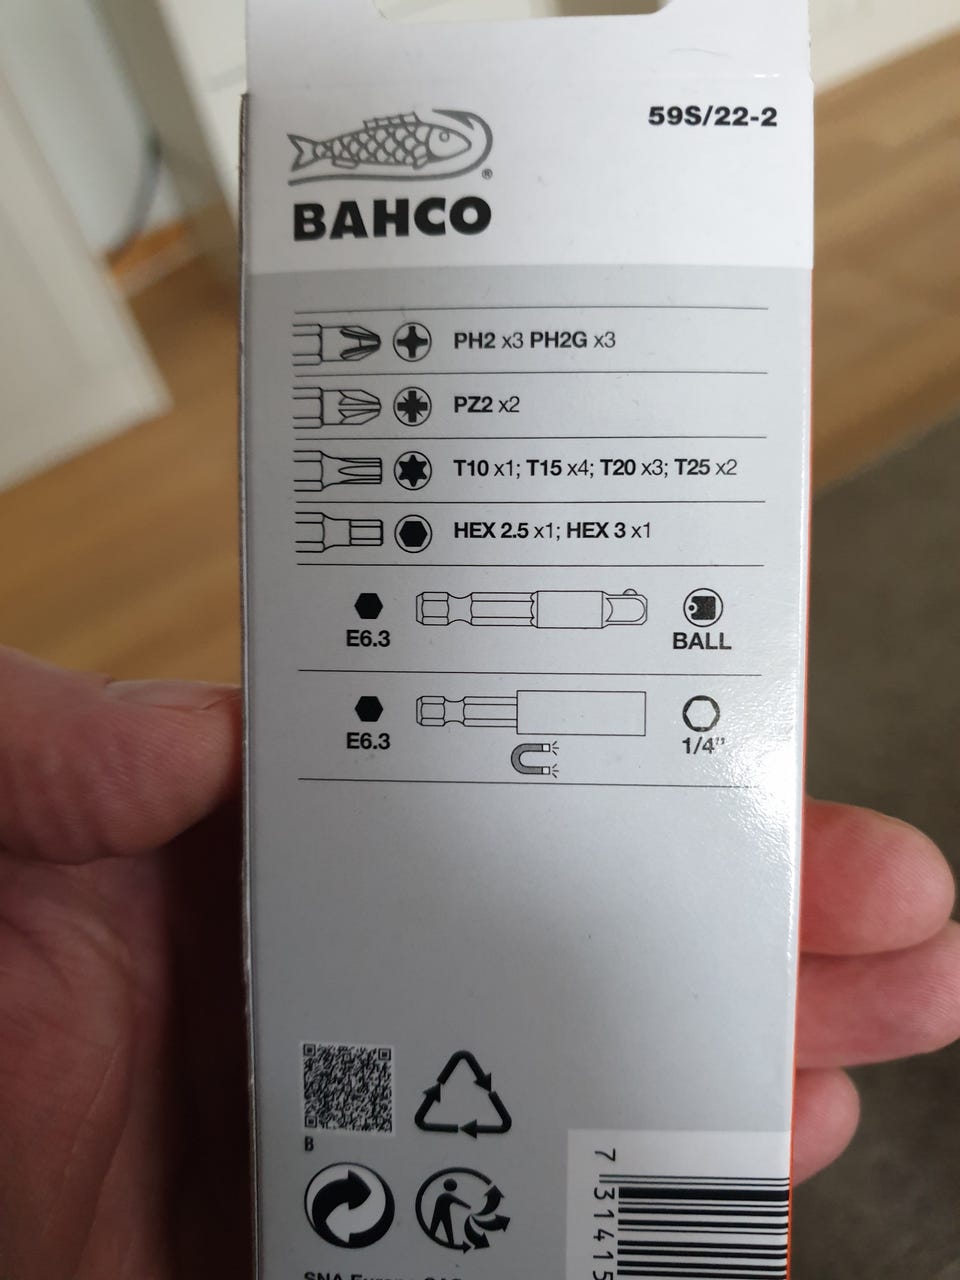 59S/22-2
®
BAHCO
PH2 x3 PH2G x3
PZ2 x2
T10 x1; T15 x4; T20 x3; T25 x2
HEX 2.5 x1; HEX 3 x1
E6.3
BALL
E6.3
1/4"
B
7 31415